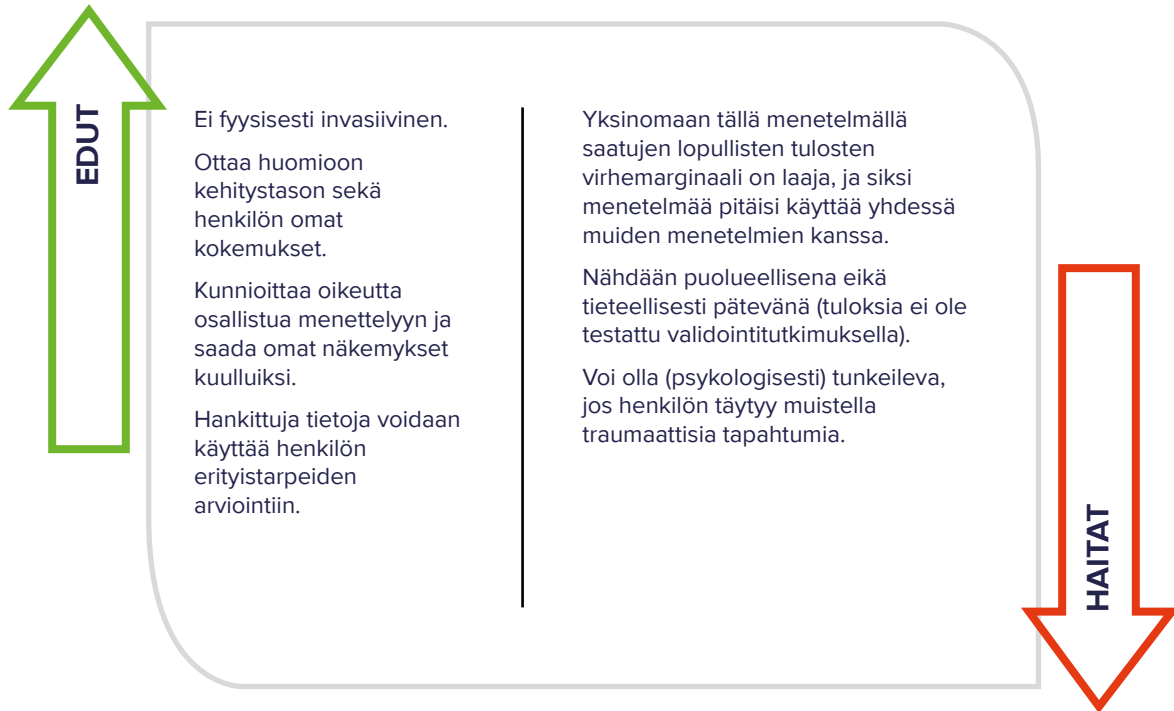 EDUT
Ei fyysisesti invasiivinen.
Ottaa huomioon
kehitystason sekä
henkilön omat
kokemukset.
Kunnioittaa oikeutta
osallistua menettelyyn ja
saada omat näkemykset
kuulluiksi.
Hankittuja tietoja voidaan
käyttää henkilön
erityistarpeiden
arviointiin.
Yksinomaan tällä menetelmällä
saatujen lopullisten tulosten
virhemarginaali on laaja, ja siksi
menetelmää pitäisi käyttää yhdessä
muiden menetelmien kanssa.
Nähdään puolueellisena eikä
tieteellisesti pätevänä (tuloksia ei ole
testattu validointitutkimuksella).
Voi olla (psykologisesti) tunkeileva,
jos henkilön täytyy muistella
traumaattisia tapahtumia.
HAITAT